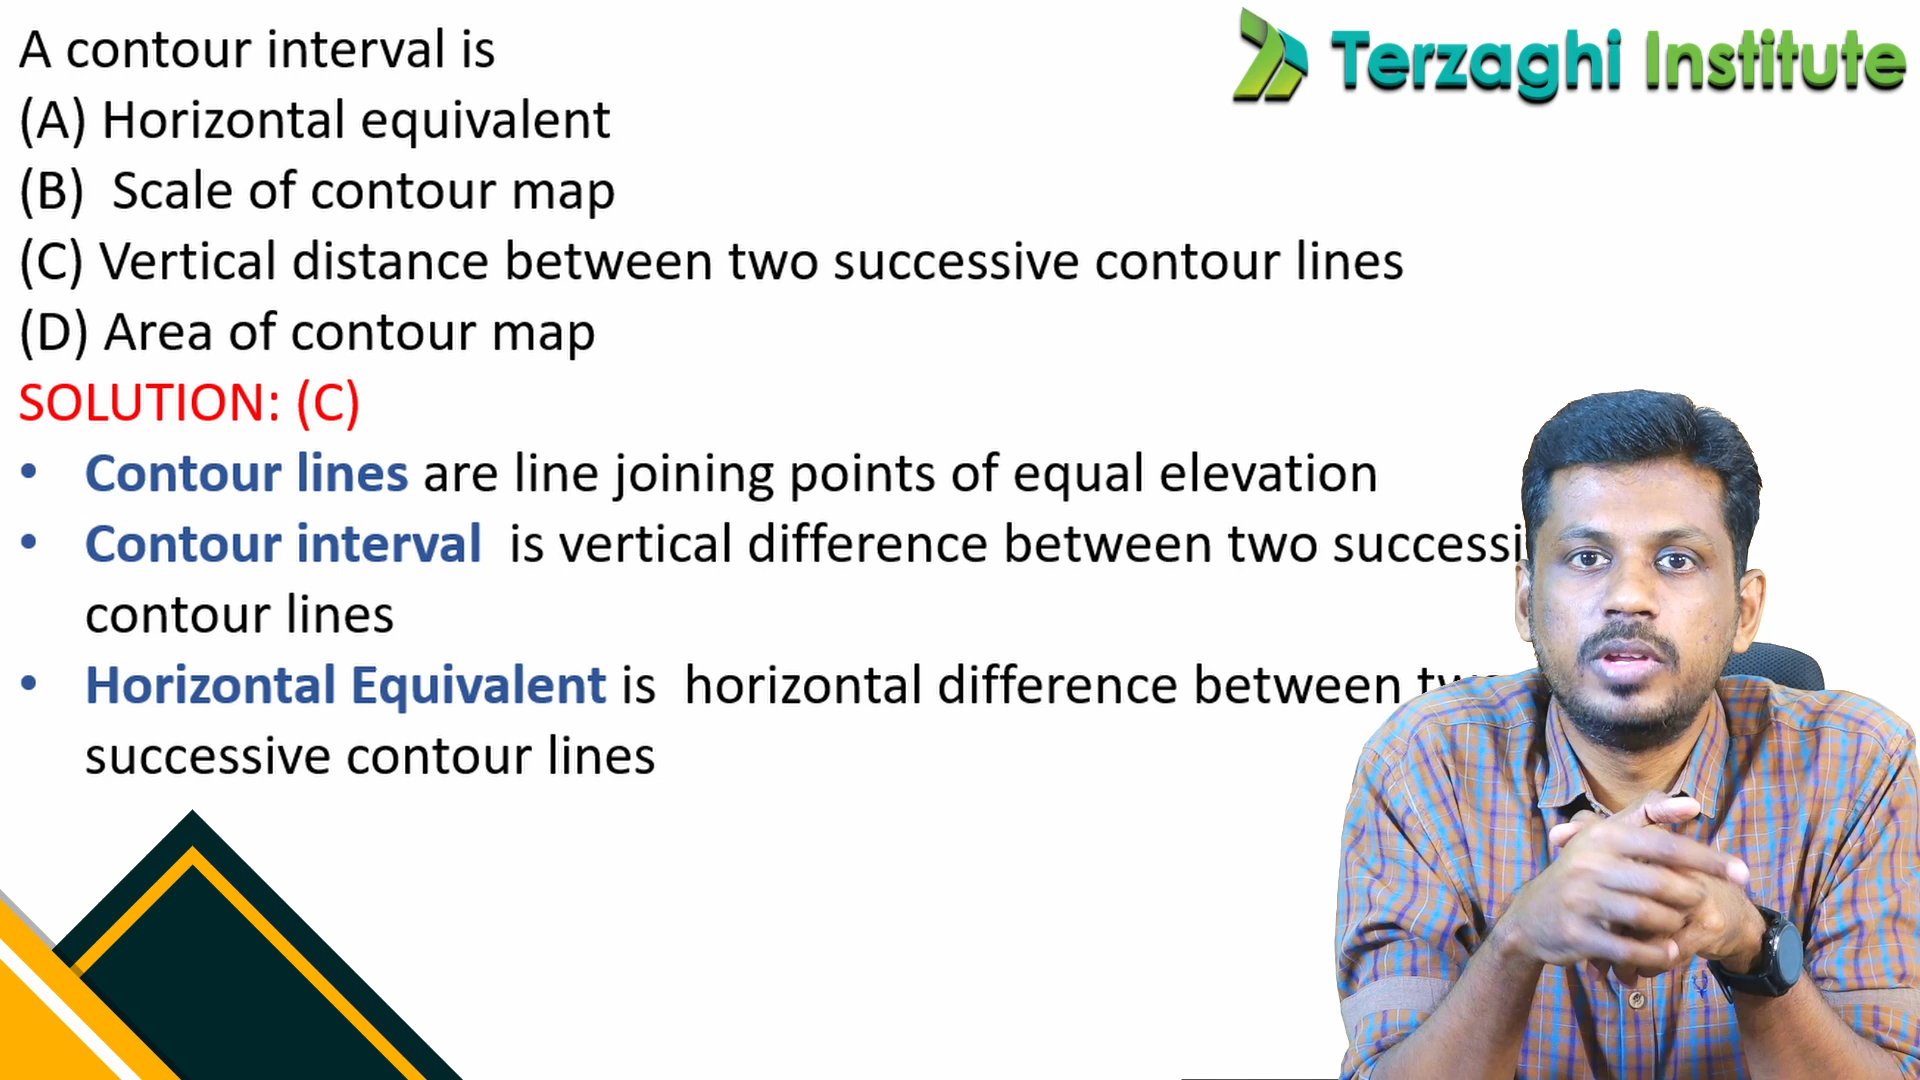 A contour interval is
Terzaghi Institute
(A) Horizontal equivalent
(B) Scale of contour map
(C) Vertical distance between two successive contour lines
(D) Area of contour map
SOLUTION: (C)
• Contour lines are line joining points of equal elevation
• Contour interval is vertical difference between two
contour lines
• Horizontal Equivalent is horizontal difference between
successive contour lines